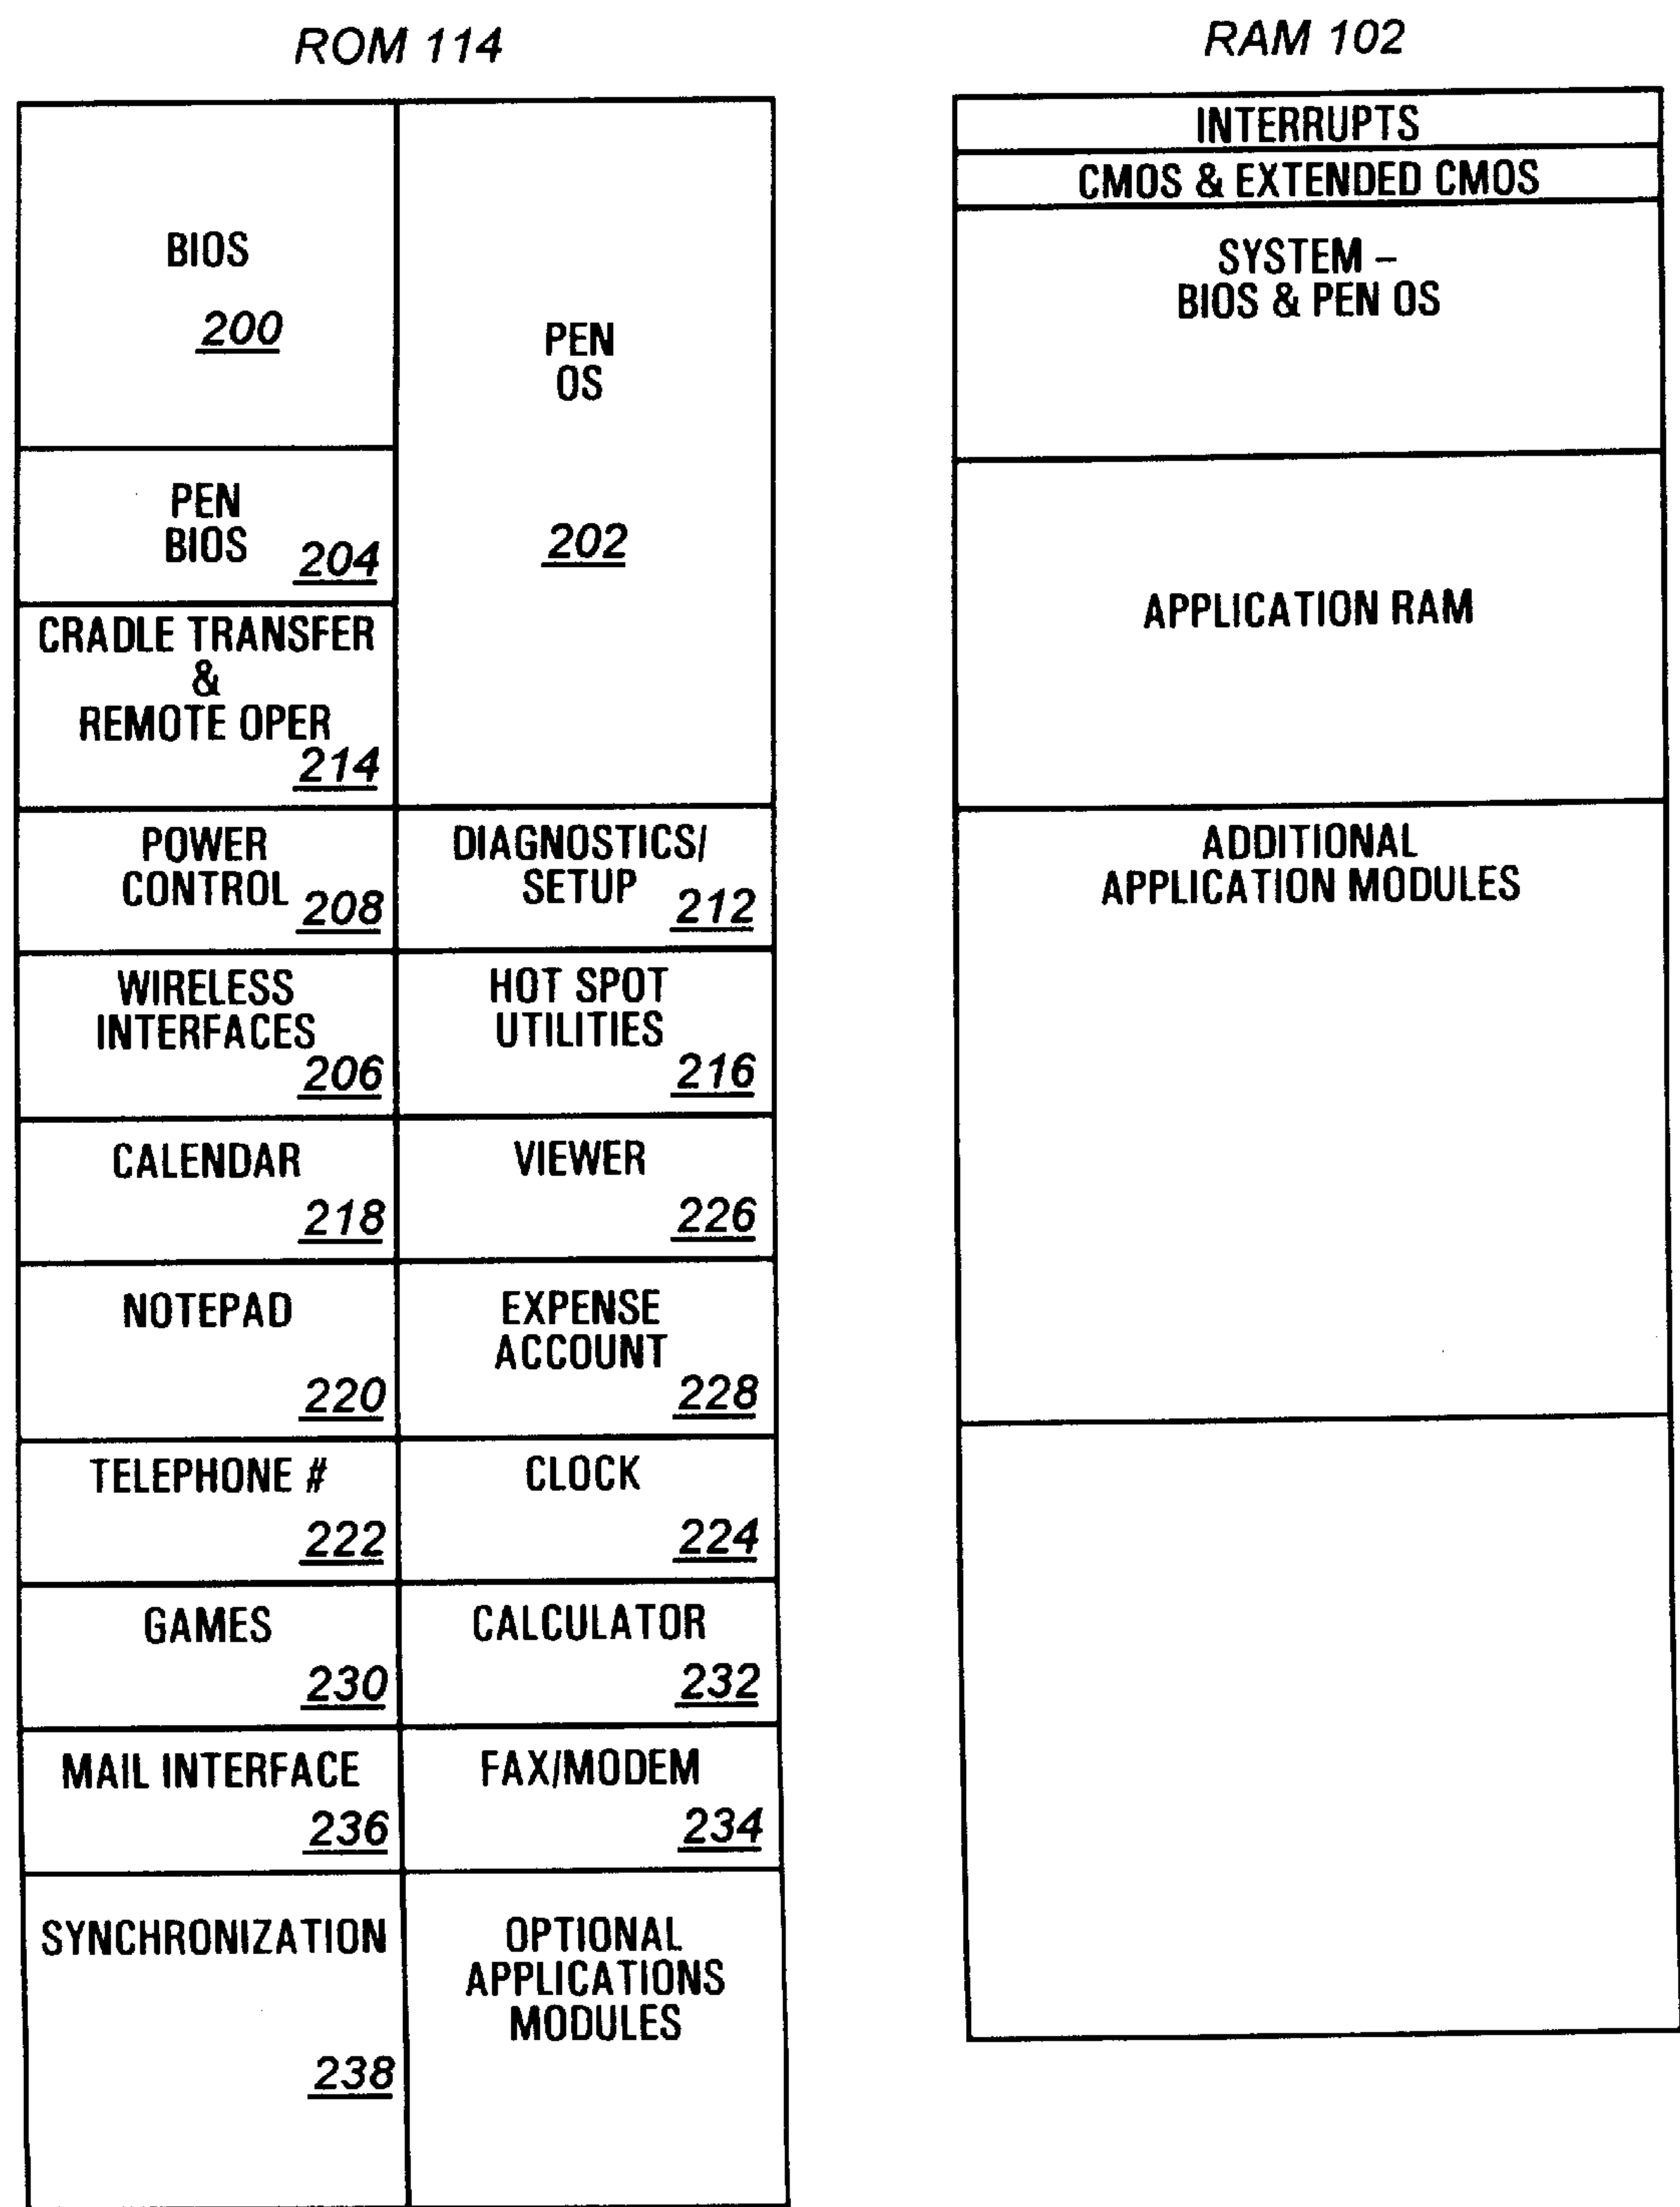 ROM 114
BIOS
200
PEN
OS
202
PEN
BIOS
204
CRADLE TRANSFER
&
REMOTE OPER
214
POWER
CONTROL
208
DIAGNOSTICS/
SETUP
212
WIRELESS
INTERFACES
206
HOT SPOT
UTILITIES
216
CALENDAR
218
VIEWER
226
NOTEPAD
220
EXPENSE
ACCOUNT
228
TELEPHONE #
222
CLOCK
224
GAMES
230
CALCULATOR
232
MAIL INTERFACE
236
FAX/MODEM
234
SYNCHRONIZATION
238
OPTIONAL
APPLICATIONS
MODULES
RAM 102
INTERRUPTS
CMOS & EXTENDED CMOS
SYSTEM –
BIOS & PEN OS
APPLICATION RAM
ADDITIONAL
APPLICATION MODULES